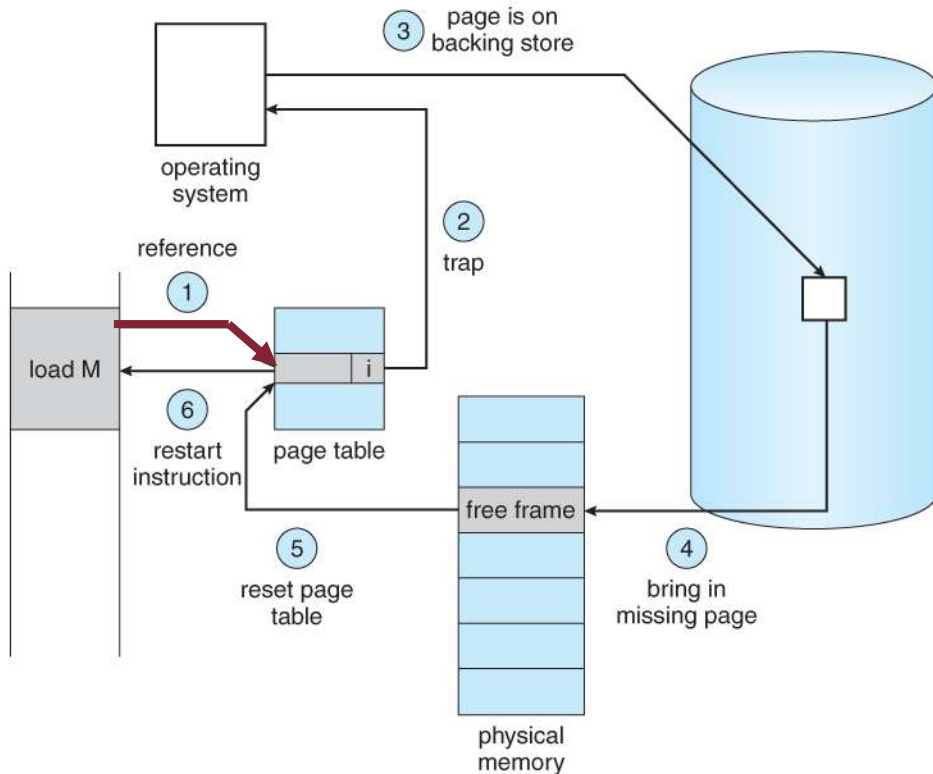 3
page is on
backing store
operating
system
2
trap
reference
1
load M
i
6
restart
instruction
page table
free frame
5
reset page
table
4
bring in
missing page
physical
memory